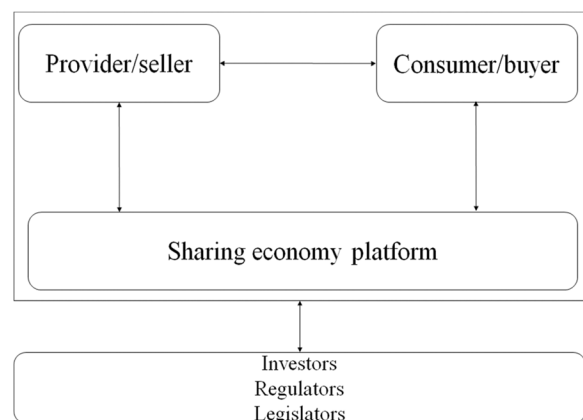 Provider/seller
Consumer/buyer
Sharing economy platform
Investors
Regulators
Legislators